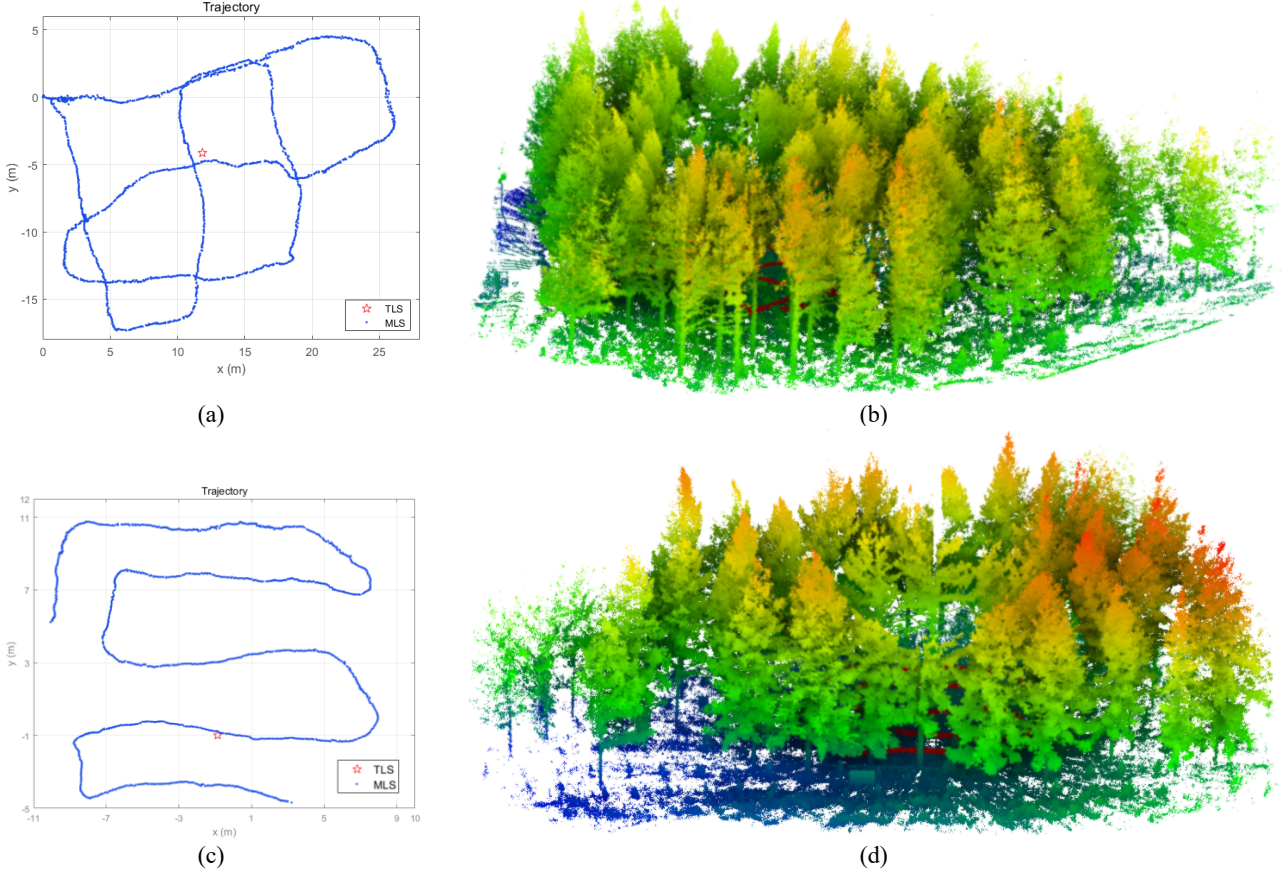 Trajectory
5
0
-5
-10
-15
y (m)
0 5 10 15 20 25
x (m)
TLS
MLS
(a)
(b)
Trajectory
12
11
7
3
-1
-5
y (m)
-11 -7 -3 1 5 9 10
x (m)
TLS
MLS
(c)
(d)